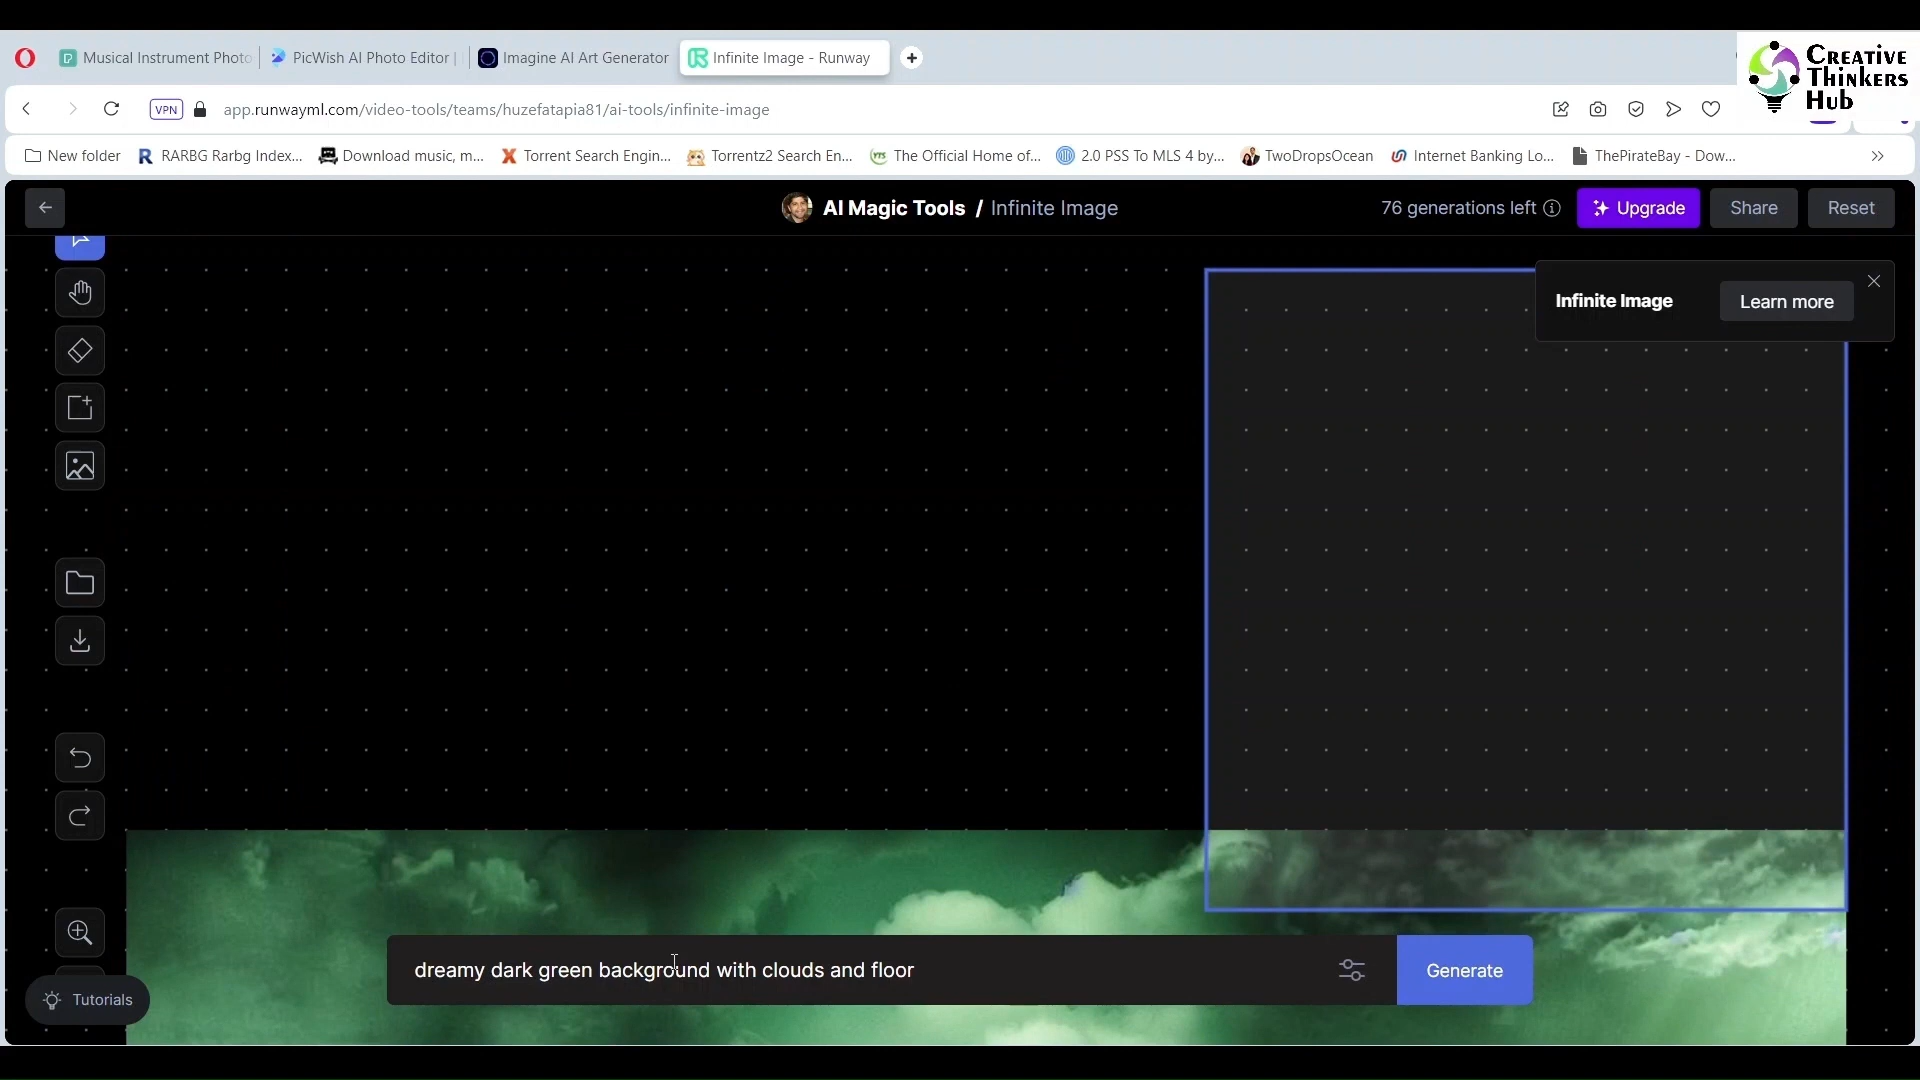 Musical Instrument Photo
PicWish AI Photo Editor |
Imagine AI Art Generator
Infinite Image - Runway
CREATIVE
THINKERS
HUB
VPN
app.runwayml.com/video-tools/teams/huzefatapia81/ai-tools/infinite-image
New folder
RARBG Rarbg Index...
Download music, m...
Torrent Search Engin...
Torrentz2 Search En...
The Official Home of...
2.0 PSS To MLS 4 by...
TwoDropsOcean
Internet Banking Lo...
ThePirateBay - Dow...
AI Magic Tools / Infinite Image
76 generations left
Upgrade
Share
Reset
Infinite Image
Learn more
dreamy dark green background with clouds and floor
Generate
Tutorials